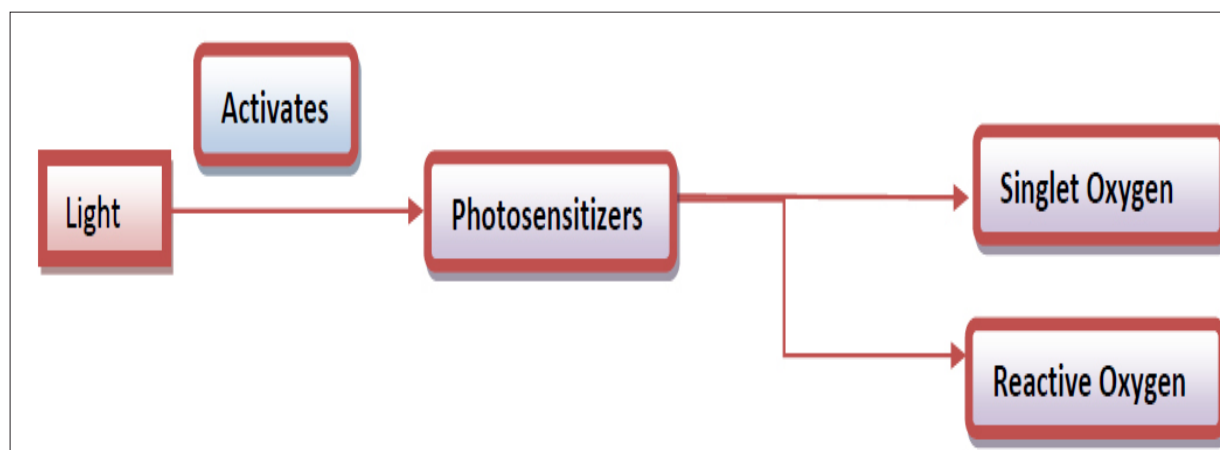 Activates
Light
Photosensitizers
Singlet Oxygen
Reactive Oxygen